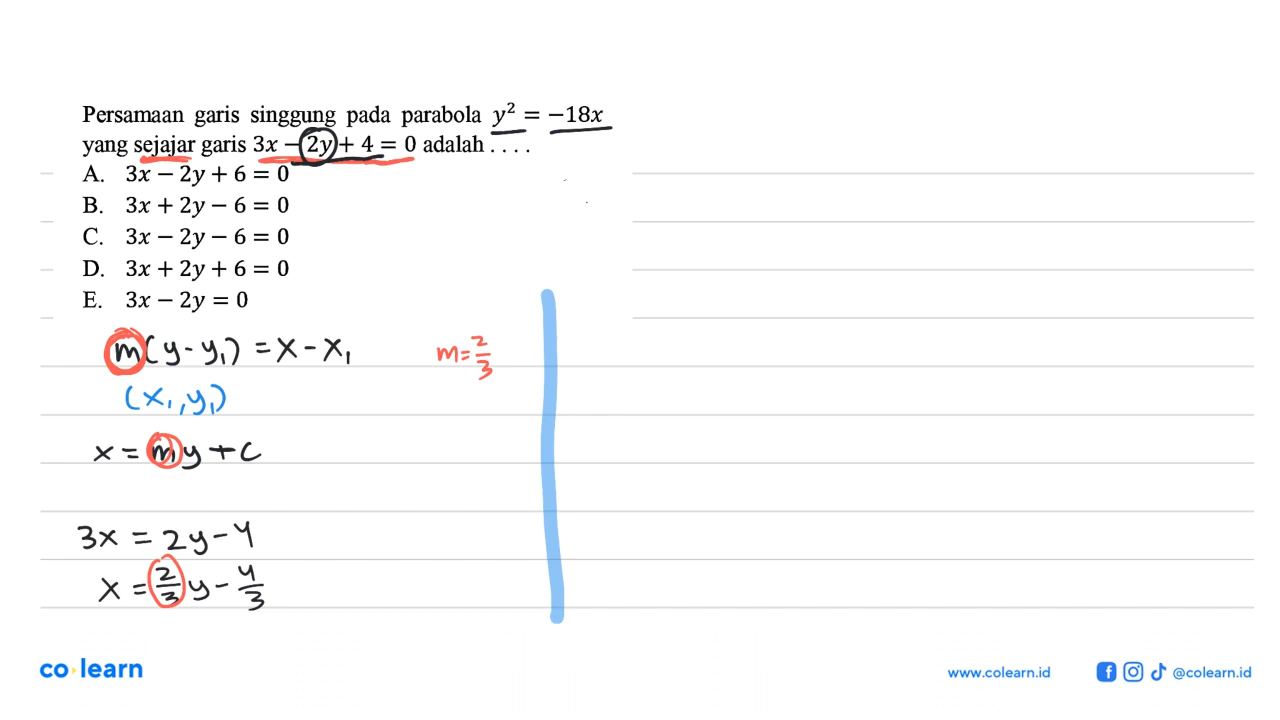 Persamaan garis singgung pada parabola y² = −18x
yang sejajar garis 3x − 2y + 4 = 0 adalah . . . .
A. 3x − 2y + 6 = 0
B. 3x + 2y − 6 = 0
C. 3x − 2y − 6 = 0
D. 3x + 2y + 6 = 0
E. 3x − 2y = 0
m(y - y₁) = x - x₁
m = 2/3
(x₁, y₁)
x = my + c
3x = 2y - 4
x = 2/3 y - 4/3
co learn
www.colearn.id
@colearn.id